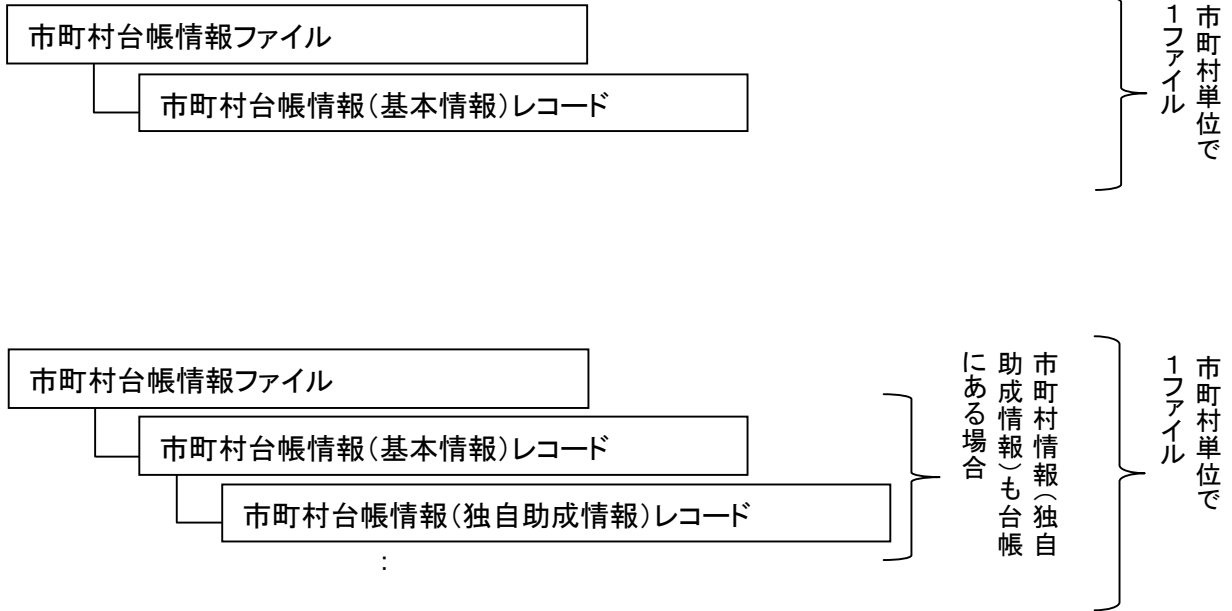 市町村台帳情報ファイル
市町村台帳情報（基本情報）レコード
市町村単位で
１ファイル
市町村台帳情報ファイル
市町村台帳情報（基本情報）レコード
市町村台帳情報（独自助成情報）レコード
：
市町村情報（独自
助成情報）も台帳
にある場合
市町村単位で
１ファイル